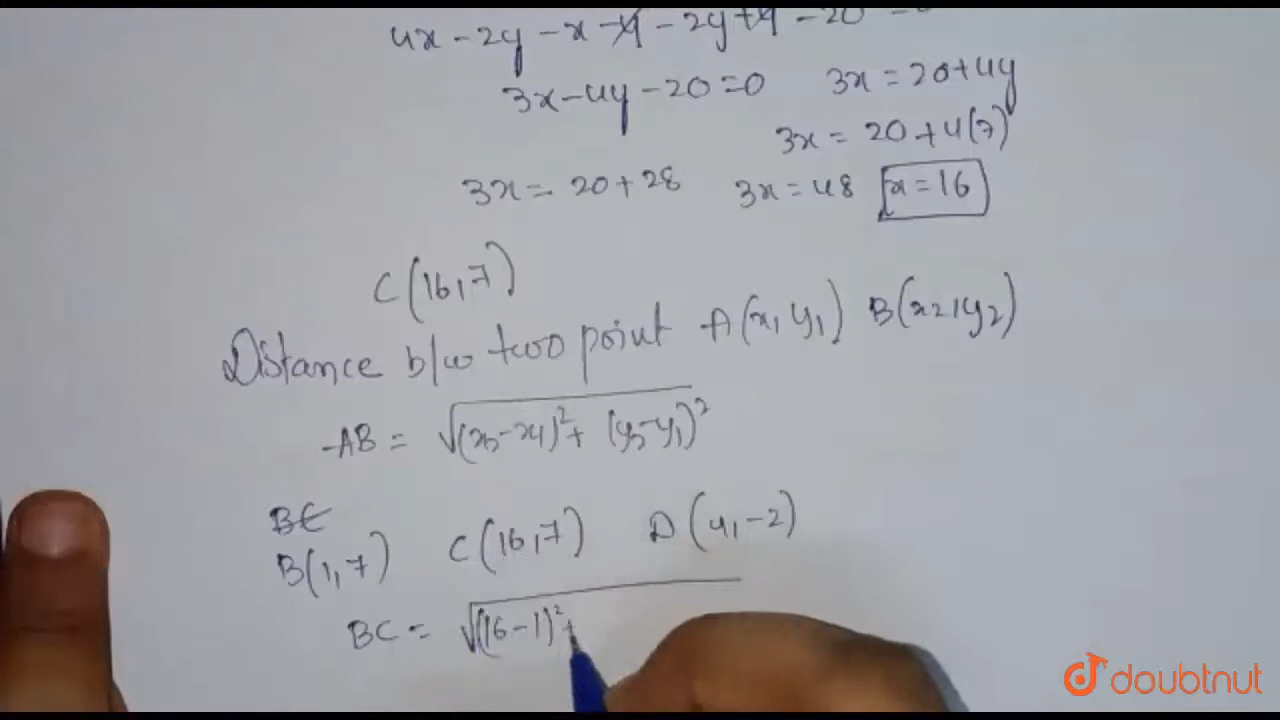 4x - 2y - x - 4 - 2y + 4 - 20
3x - 4y - 20 = 0 3x = 20 + 4y
3x = 20 + 4(7)
3x = 20 + 28 3x = 48 x = 16
C(16, 7)
Distance b/w two point A(x₁ y₁) B(x₂, y₂)
AB = √(x₂ - x₁)² + (y₂ - y₁)²
BC
B(1, 7) C(16, 7) D(4, -2)
BC = √(16 - 1)² +
doubtnut